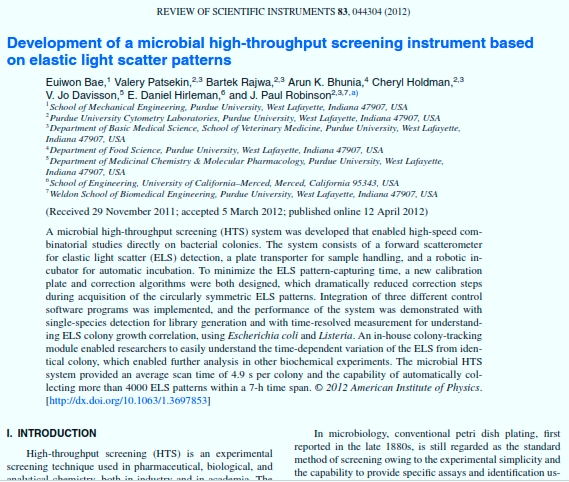 REVIEW OF SCIENTIFIC INSTRUMENTS 83, 044304 (2012)
Development of a microbial high-throughput screening instrument based
on elastic light scatter patterns
Euiwon Bae,1 Valery Patsekin,2,3 Bartek Rajwa,2,3 Arun K. Bhunia,4 Cheryl Holdman,2,3
V. Jo Davisson,5 E. Daniel Hirleman,6 and J. Paul Robinson2,3,7,a)
1School of Mechanical Engineering, Purdue University, West Lafayette, Indiana 47907, USA
2Purdue University Cytometry Laboratories, Purdue University, West Lafayette, Indiana 47907, USA
3Department of Basic Medical Science, School of Veterinary Medicine, Purdue University, West Lafayette,
Indiana 47907, USA
4Department of Food Science, Purdue University, West Lafayette, Indiana 47907, USA
5Department of Medicinal Chemistry & Molecular Pharmacology, Purdue University, West Lafayette,
Indiana 47907, USA
6School of Engineering, University of California–Merced, Merced, California 95343, USA
7Weldon School of Biomedical Engineering, Purdue University, West Lafayette, Indiana 47907, USA
(Received 29 November 2011; accepted 5 March 2012; published online 12 April 2012)
A microbial high-throughput screening (HTS) system was developed that enabled high-speed com-
binatorial studies directly on bacterial colonies. The system consists of a forward scatterometer
for elastic light scatter (ELS) detection, a plate transporter for sample handling, and a robotic in-
cubator for automatic incubation. To minimize the ELS pattern-capturing time, a new calibration
plate and correction algorithms were both designed, which dramatically reduced correction steps
during acquisition of the circularly symmetric ELS patterns. Integration of three different control
software programs was implemented, and the performance of the system was demonstrated with
single-species detection for library generation and with time-resolved measurement for understand-
ing ELS colony growth correlation, using Escherichia coli and Listeria. An in-house colony-tracking
module enabled researchers to easily understand the time-dependent variation of the ELS from iden-
tical colony, which enabled further analysis in other biochemical experiments. The microbial HTS
system provided an average scan time of 4.9 s per colony and the capability of automatically col-
lecting more than 4000 ELS patterns within a 7-h time span. © 2012 American Institute of Physics.
[http://dx.doi.org/10.1063/1.3697853]
I. INTRODUCTION
High-throughput screening (HTS) is an experimental
screening technique used in pharmaceutical, biological, and
analytical chemistry, both in industry and in academia. The
In microbiology, conventional petri dish plating, first
reported in the late 1880s, is still regarded as the standard
method of screening owing to the experimental simplicity and
the capability to provide specific assays and identification us-